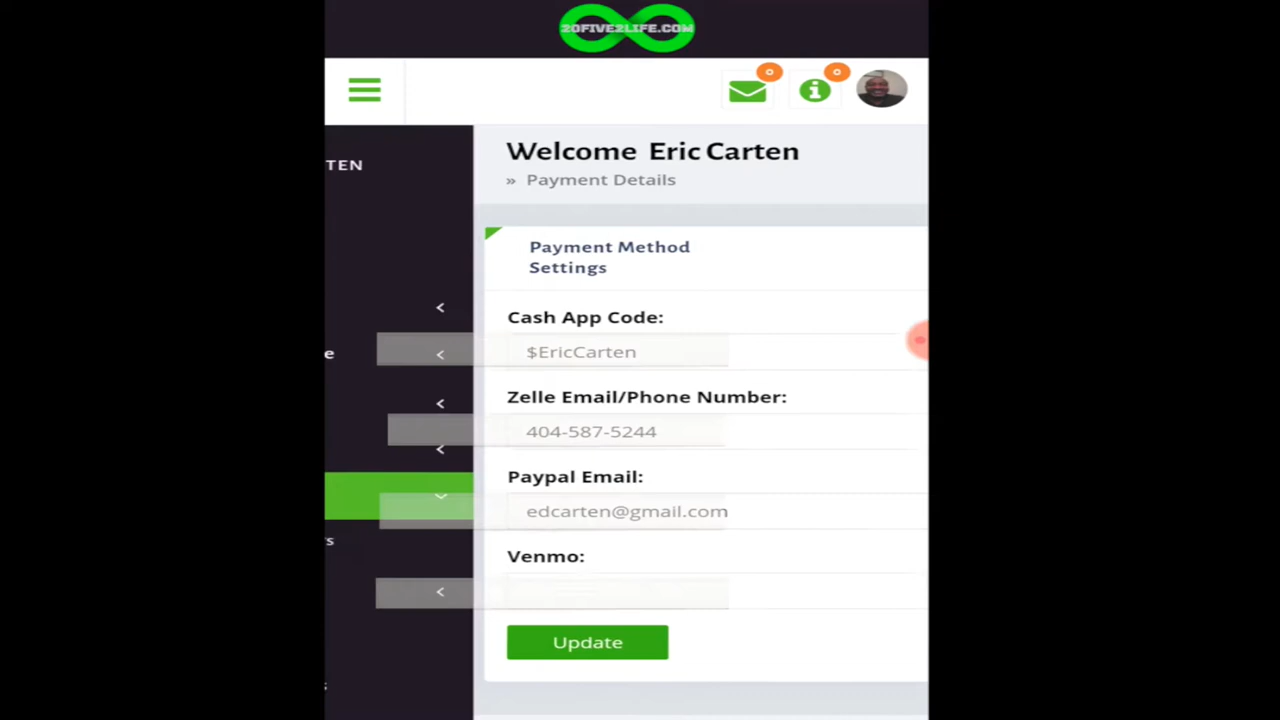 20FIVE2LIFE.COM
0
0
TEN
Welcome Eric Carten
» Payment Details
Payment Method
Settings
Cash App Code:
e
$EricCarten
Zelle Email/Phone Number:
404-587-5244
Paypal Email:
edcarten@gmail.com
's
Venmo:
Update
s